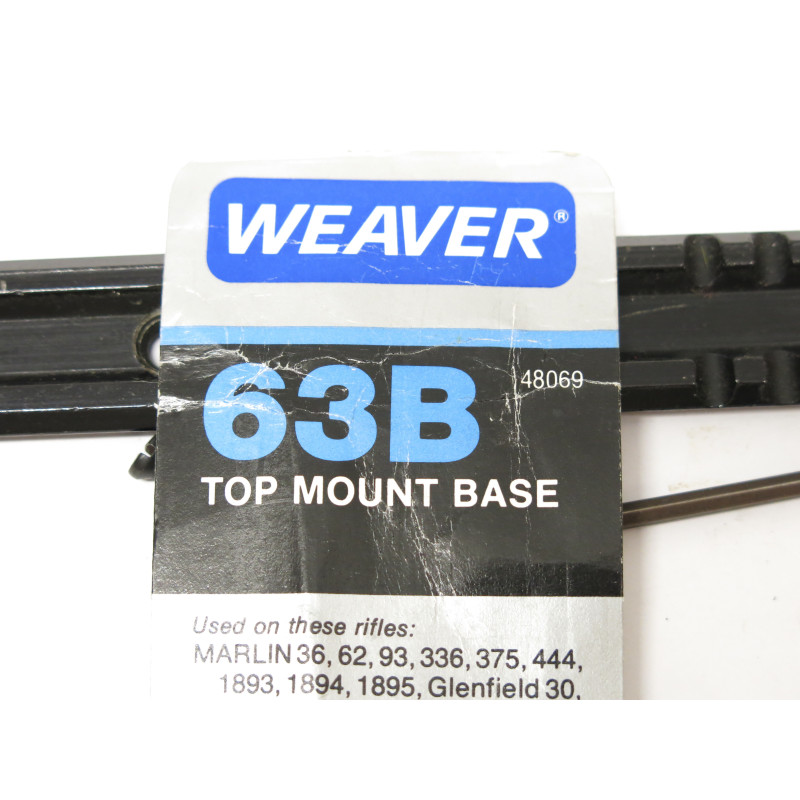 WEAVER®
63B 48069
TOP MOUNT BASE
Used on these rifles:
MARLIN 36, 62, 93, 336, 375, 444,
1893, 1894, 1895, Glenfield 30,